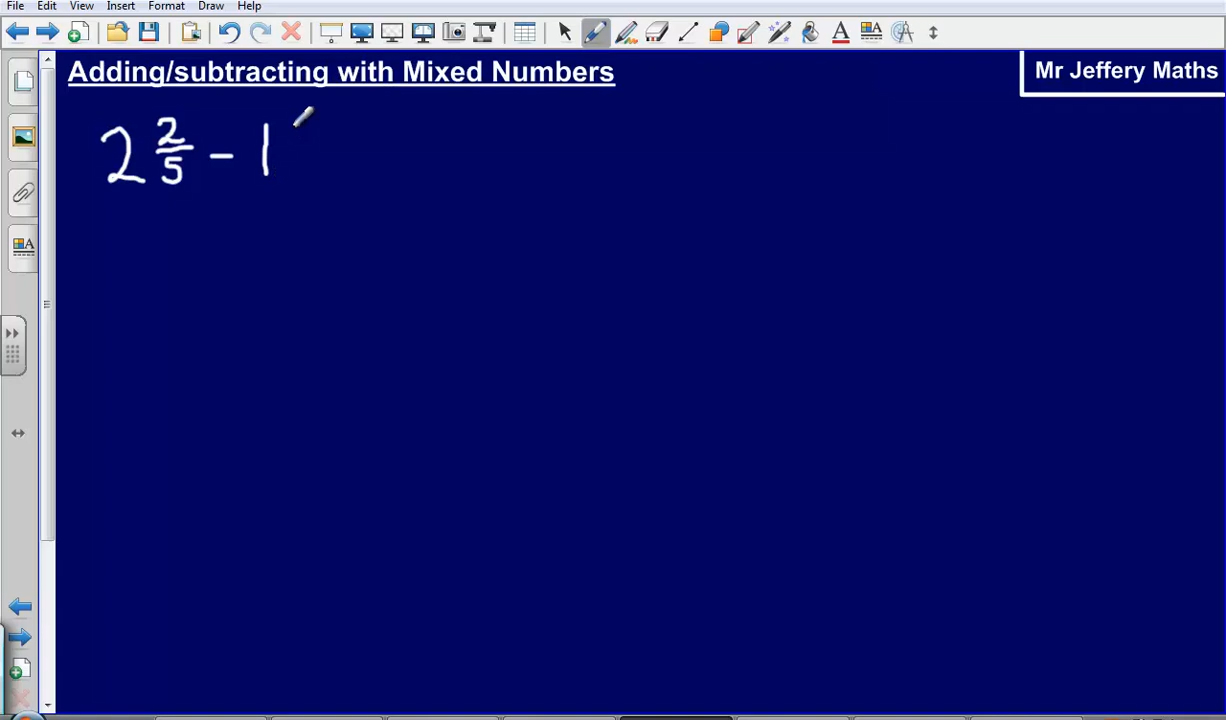 File Edit View Insert Format Draw Help
Adding/subtracting with Mixed Numbers
Mr Jeffery Maths
2 2/5 - 1